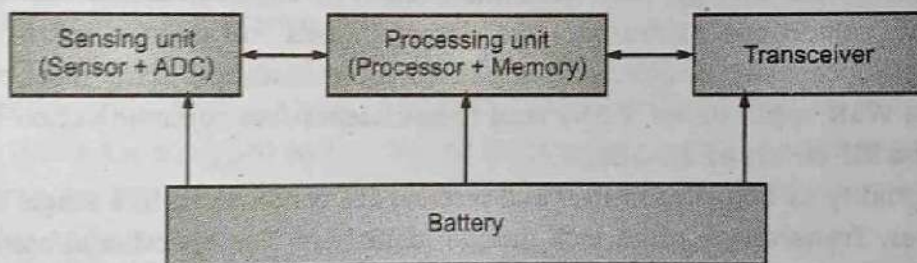 Sensing unit
(Sensor + ADC)
Processing unit
(Processor + Memory)
Transceiver
Battery